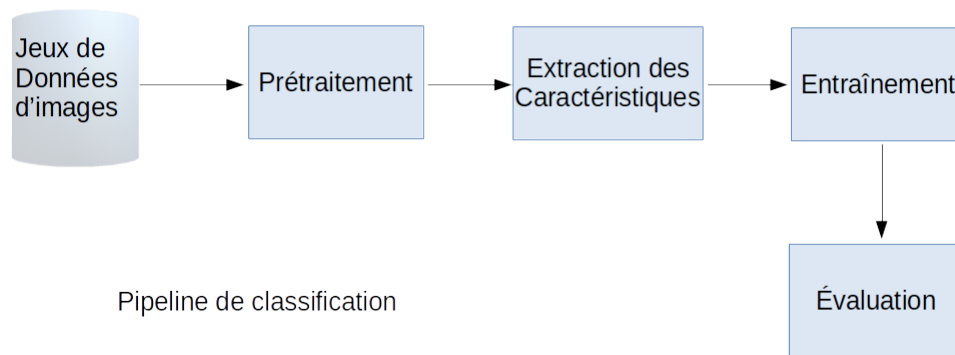 Jeux de
Données
d'images
Prétraitement
Extraction des
Caractéristiques
Entraînement
Évaluation
Pipeline de classification